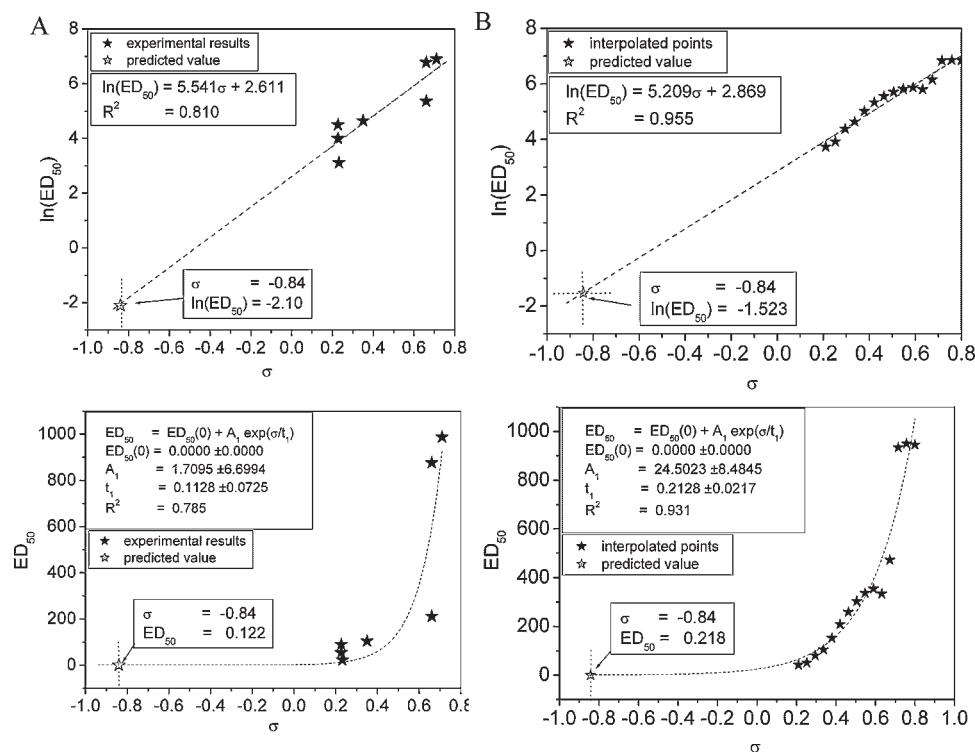 A
★ experimental results
☆ predicted value
ln(ED50) = 5.541σ + 2.611
R² = 0.810
σ = -0.84
ln(ED50) = -2.10
ln(ED50)
8
6
4
2
0
-2
-1.0 -0.8 -0.6 -0.4 -0.2 0.0 0.2 0.4 0.6 0.8
σ
B
★ interpolated points
☆ predicted value
ln(ED50) = 5.209σ + 2.869
R² = 0.955
σ = -0.84
ln(ED50) = -1.523
ln(ED50)
8
6
4
2
0
-2
-1.0 -0.8 -0.6 -0.4 -0.2 0.0 0.2 0.4 0.6 0.8
σ
ED50 = ED50(0) + A1 exp(σ/t1)
ED50(0) = 0.0000 ±0.0000
A1 = 1.7095 ±6.6994
t1 = 0.1128 ±0.0725
R² = 0.785
★ experimental results
☆ predicted value
σ = -0.84
ED50 = 0.122
ED50
1000
800
600
400
200
0
-1.0 -0.8 -0.6 -0.4 -0.2 0.0 0.2 0.4 0.6 0.8
σ
ED50 = ED50(0) + A1 exp(σ/t1)
ED50(0) = 0.0000 ±0.0000
A1 = 24.5023 ±8.4845
t1 = 0.2128 ±0.0217
R² = 0.931
★ interpolated points
☆ predicted value
σ = -0.84
ED50 = 0.218
ED50
1000
800
600
400
200
0
-1.0 -0.8 -0.6 -0.4 -0.2 0.0 0.2 0.4 0.6 0.8 1.0
σ